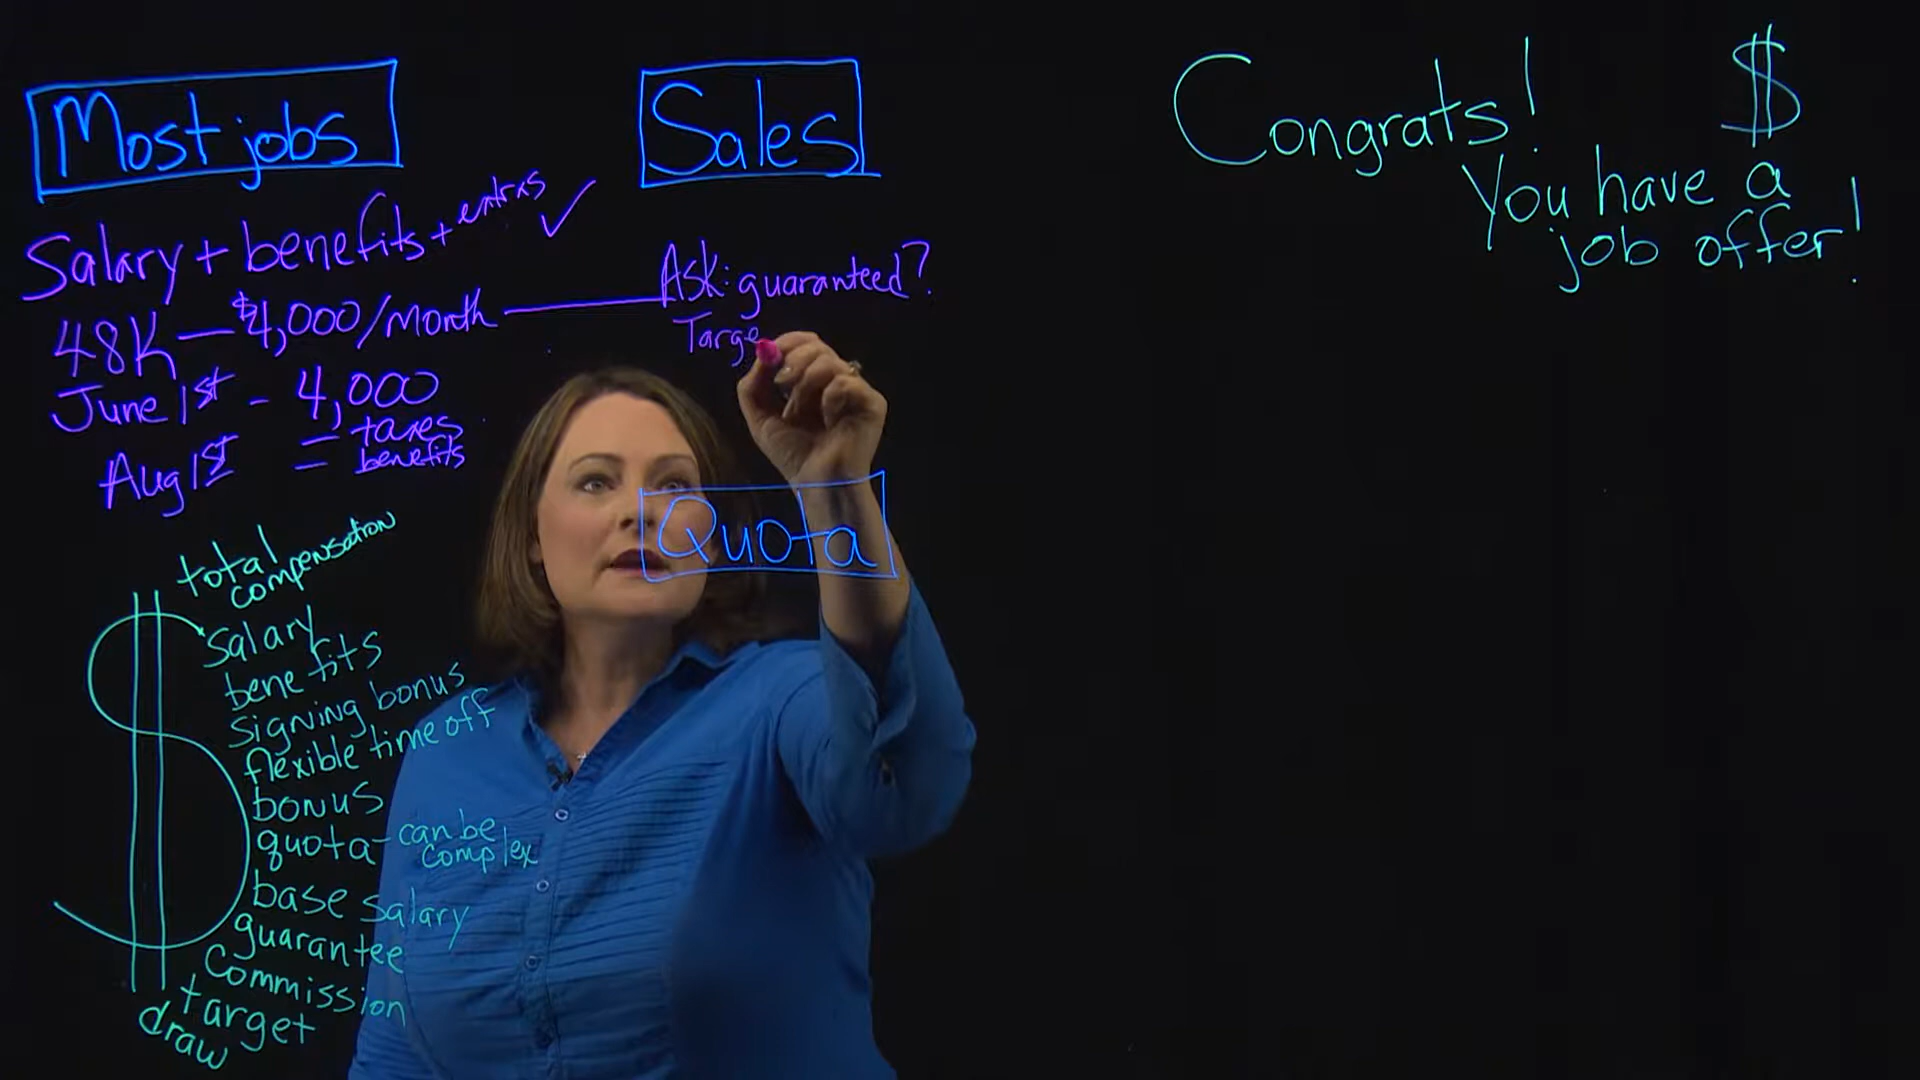 Most jobs
Salary + benefits + extras ✓
48K — $4,000/month —
June 1st - 4,000
– taxes
Aug 1st – benefits
total
compensation
salary
benefits
signing bonus
flexible time off
bonus
quota - can be
complex
base salary
guarantee
commission
target
draw
Sales
Ask: guaranteed?
Targe
Quota
Congrats! $
You have a
job offer!